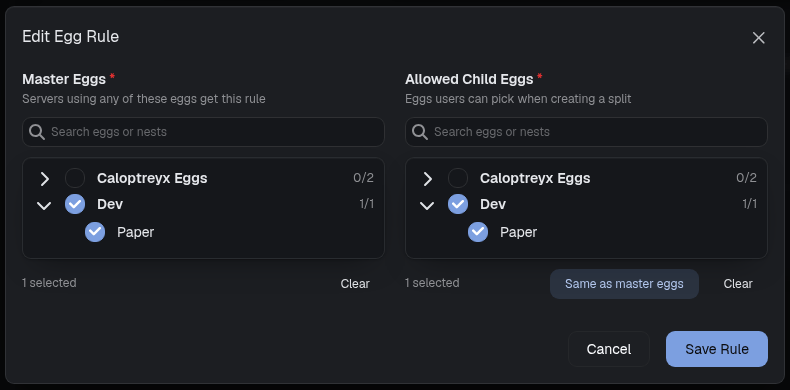 Edit Egg Rule
Master Eggs *
Servers using any of these eggs get this rule
Search eggs or nests
Caloptreyx Eggs 0/2
Dev 1/1
Paper
1 selected Clear
Allowed Child Eggs *
Eggs users can pick when creating a split
Search eggs or nests
Caloptreyx Eggs 0/2
Dev 1/1
Paper
1 selected Same as master eggs Clear
Cancel Save Rule